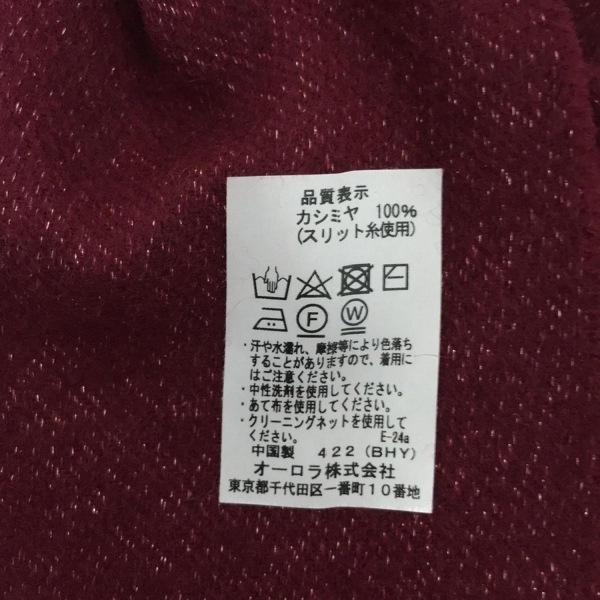 品質表示
カシミヤ 100%
(スリット糸使用)
F W
・汗や水濡れ、摩擦等により色落ち
することがありますので、着用に
はご注意ください。
・中性洗剤を使用してください。
・あて布を使用してください。
・クリーニングネットを使用して
ください。 E-24a
中国製 422(BHY)
オーロラ株式会社
東京都千代田区一番町10番地